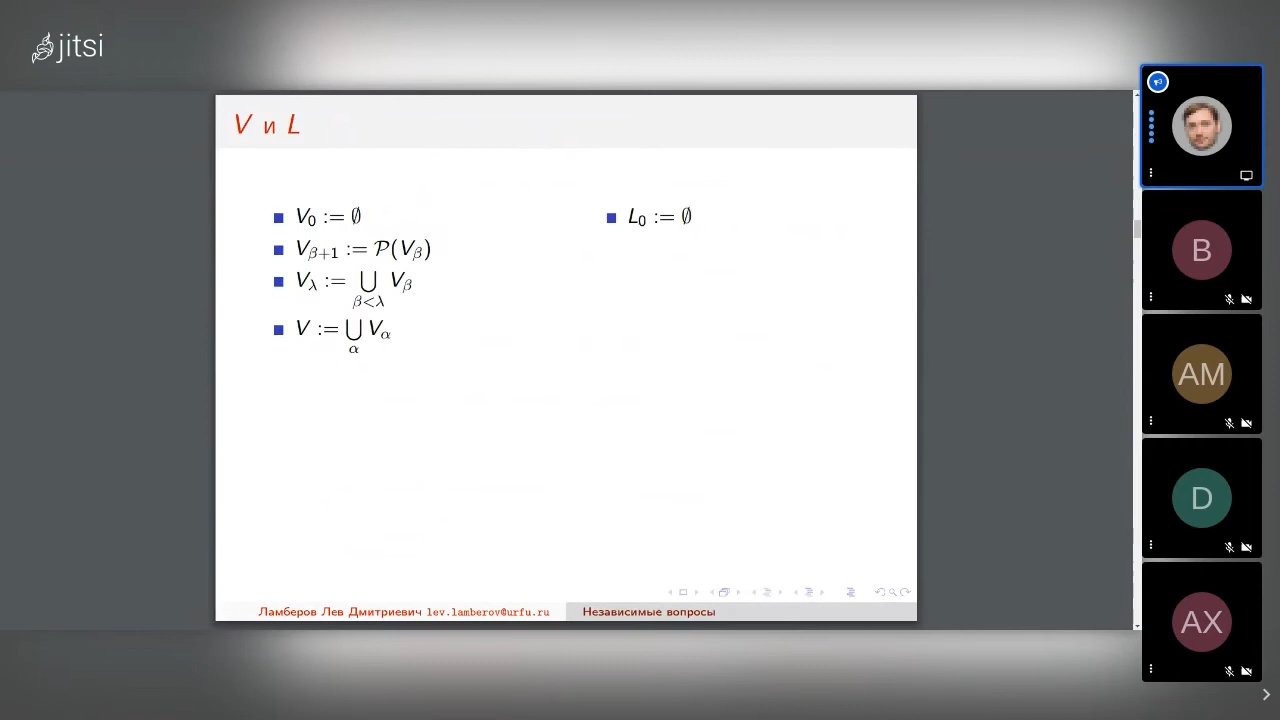 jitsi
V и L
V₀ := ∅
V_{β+1} := 𝒫(V_β)
V_λ := ⋃_{β<λ} V_β
V := ⋃_α V_α
L₀ := ∅
Ламберов Лев Дмитриевич lev.lamberov@urfu.ru
Независимые вопросы
B
AM
D
AX